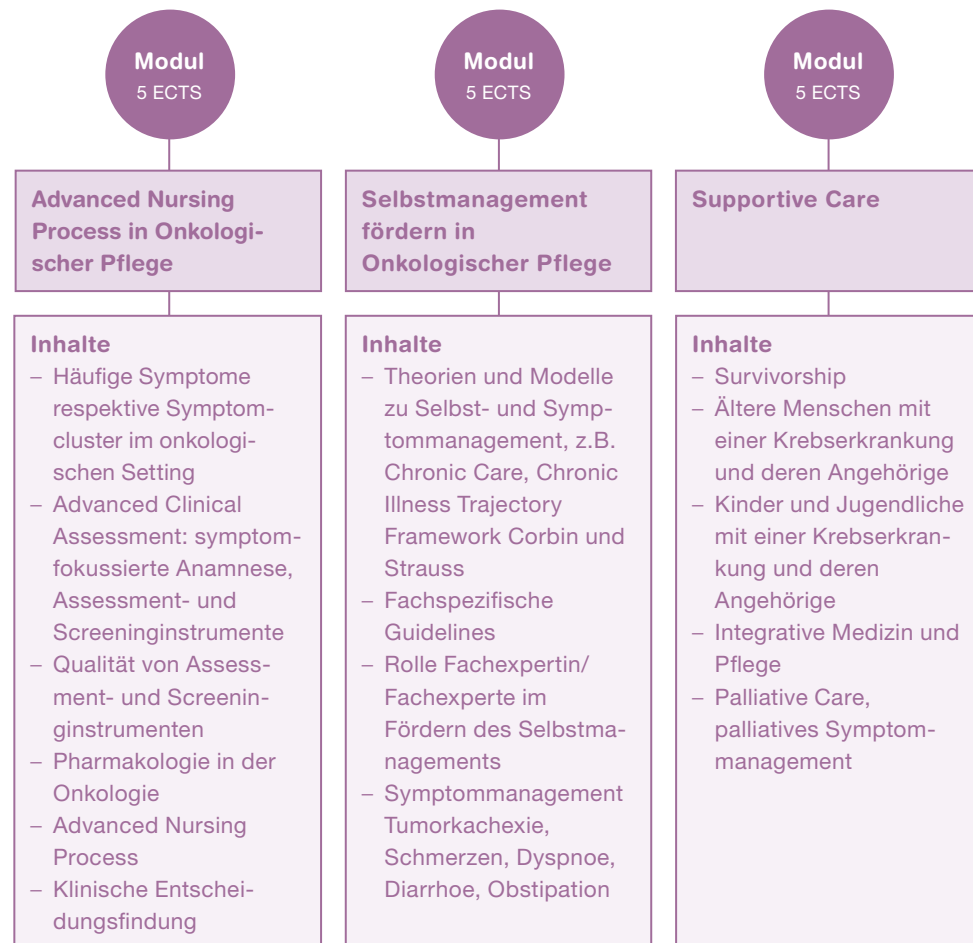 Modul
5 ECTS
Advanced Nursing
Process in Onkologi-
scher Pflege
Inhalte
– Häufige Symptome
respektive Symptom-
cluster im onkologi-
schen Setting
– Advanced Clinical
Assessment: symptom-
fokussierte Anamnese,
Assessment- und
Screeninginstrumente
– Qualität von Assess-
ment- und Screenin-
ginstrumenten
– Pharmakologie in der
Onkologie
– Advanced Nursing
Process
– Klinische Entschei-
dungsfindung
Modul
5 ECTS
Selbstmanagement
fördern in
Onkologischer Pflege
Inhalte
– Theorien und Modelle
zu Selbst- und Symp-
tommanagement, z.B.
Chronic Care, Chronic
Illness Trajectory
Framework Corbin und
Strauss
– Fachspezifische
Guidelines
– Rolle Fachexpertin/
Fachexperte im
Fördern des Selbstma-
nagements
– Symptommanagement
Tumorkachexie,
Schmerzen, Dyspnoe,
Diarrhoe, Obstipation
Modul
5 ECTS
Supportive Care
Inhalte
– Survivorship
– Ältere Menschen mit
einer Krebserkrankung
und deren Angehörige
– Kinder und Jugendliche
mit einer Krebserkran-
kung und deren
Angehörige
– Integrative Medizin und
Pflege
– Palliative Care,
palliatives Symptom-
management